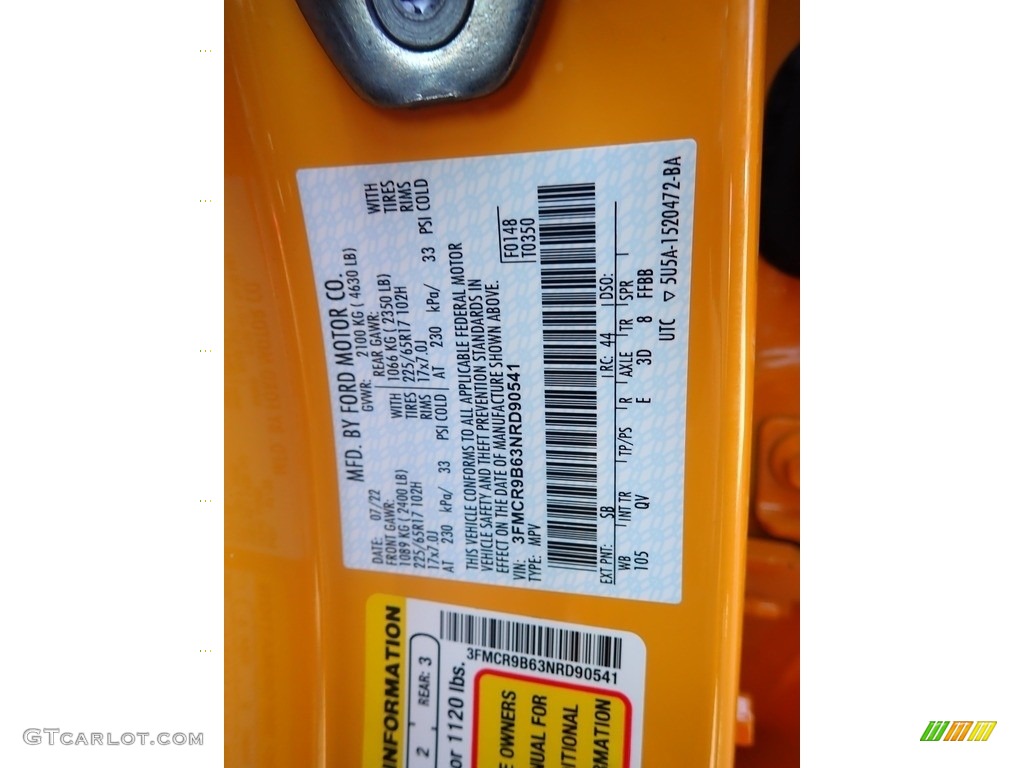 MFD. BY FORD MOTOR CO.
DATE: 07/22
GVWR: 2100 KG ( 4630 LB)
FRONT GAWR:
1089 KG ( 2400 LB)
WITH
225/65R17 102H
TIRES
17x7.0J
RIMS
AT 230 kPa/ 33 PSI COLD
REAR GAWR:
1066 KG ( 2350 LB)
WITH
225/65R17 102H
TIRES
17x7.0J
RIMS
AT 230 kPa/ 33 PSI COLD
THIS VEHICLE CONFORMS TO ALL APPLICABLE FEDERAL MOTOR
VEHICLE SAFETY AND THEFT PREVENTION STANDARDS IN
EFFECT ON THE DATE OF MANUFACTURE SHOWN ABOVE.
VIN: 3FMCR9B63NRD90541
TYPE: MPV
F0148
T0350
EXT PNT: SB RC: 44 DSO:
WB INT TR TP/PS R AXLE TR SPR
105 QV E 3D 8 FFBB
UTC ▽ 5U5A-1520472-BA
INFORMATION
2 REAR: 3
or 1120 lbs.
3FMCR9B63NRD90541
OWNERS
FOR
GTCarlot.com